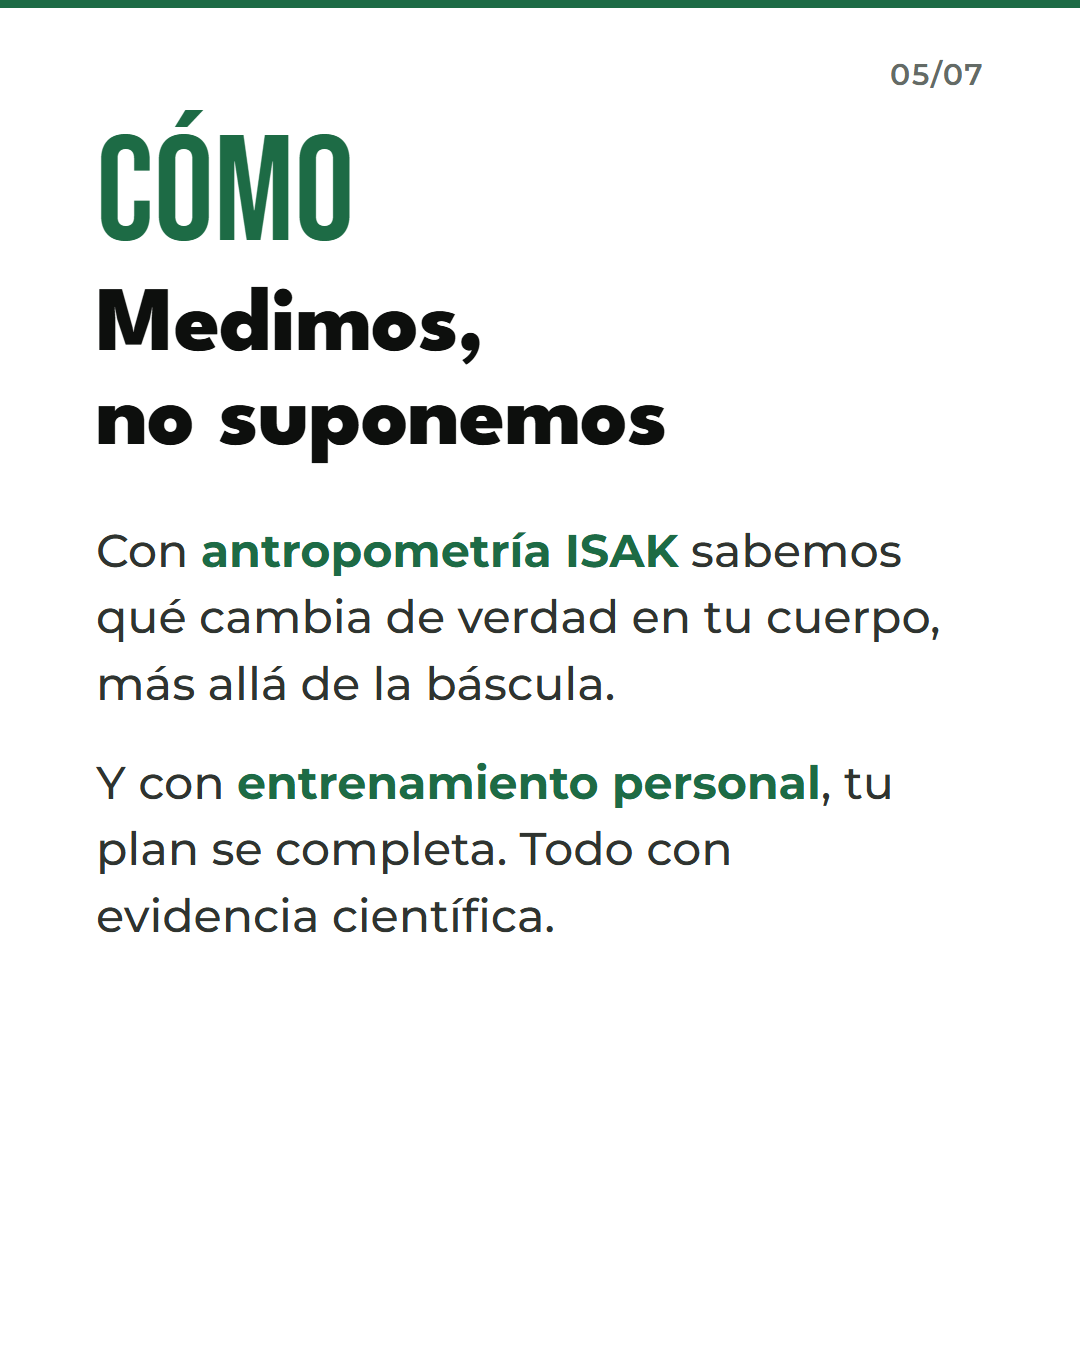 05/07
CÓMO
Medimos,
no suponemos
Con antropometría ISAK sabemos
qué cambia de verdad en tu cuerpo,
más allá de la báscula.
Y con entrenamiento personal, tu
plan se completa. Todo con
evidencia científica.